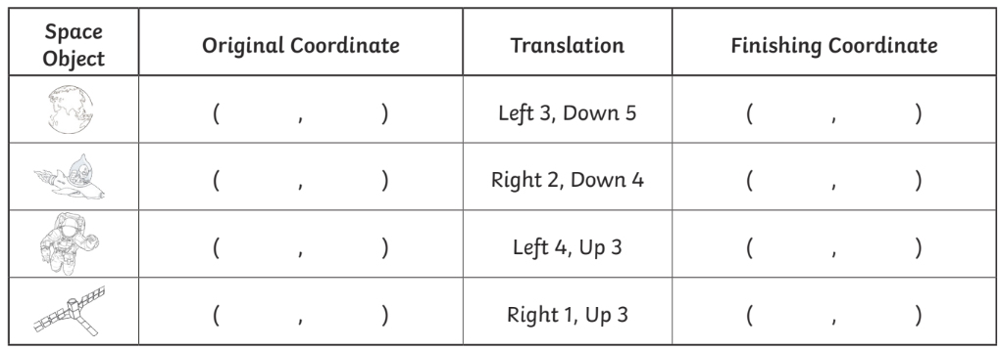 Space
Object
Original Coordinate
Translation
Finishing Coordinate
( , )
Left 3, Down 5
( , )
( , )
Right 2, Down 4
( , )
( , )
Left 4, Up 3
( , )
( , )
Right 1, Up 3
( , )